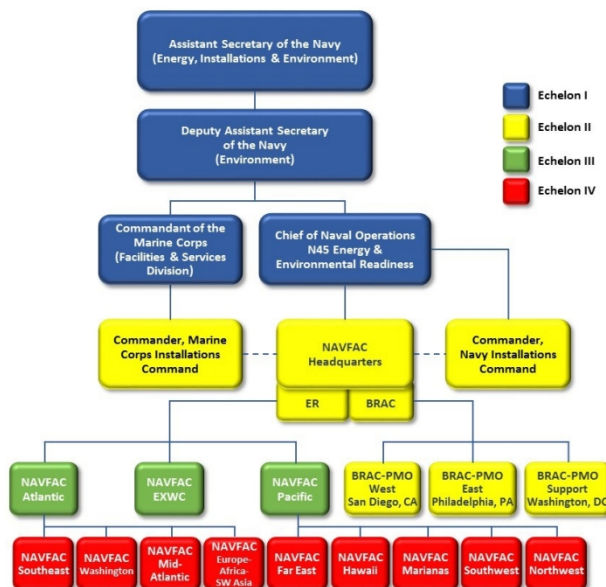 Assistant Secretary of the Navy
(Energy, Installations & Environment)
Echelon I
Echelon II
Echelon III
Echelon IV
Deputy Assistant Secretary
of the Navy
(Environment)
Commandant of the
Marine Corps
(Facilities & Services
Division)
Chief of Naval Operations
N45 Energy &
Environmental Readiness
Commander, Marine
Corps Installations
Command
NAVFAC
Headquarters
Commander,
Navy Installations
Command
ER
BRAC
NAVFAC
Atlantic
NAVFAC
EXWC
NAVFAC
Pacific
BRAC-PMO
West
San Diego, CA
BRAC-PMO
East
Philadelphia, PA
BRAC-PMO
Support
Washington, DC
NAVFAC
Southeast
NAVFAC
Washington
NAVFAC
Mid-
Atlantic
NAVFAC
Europe-
Africa-
SW Asia
NAVFAC
Far East
NAVFAC
Hawaii
NAVFAC
Marianas
NAVFAC
Southwest
NAVFAC
Northwest